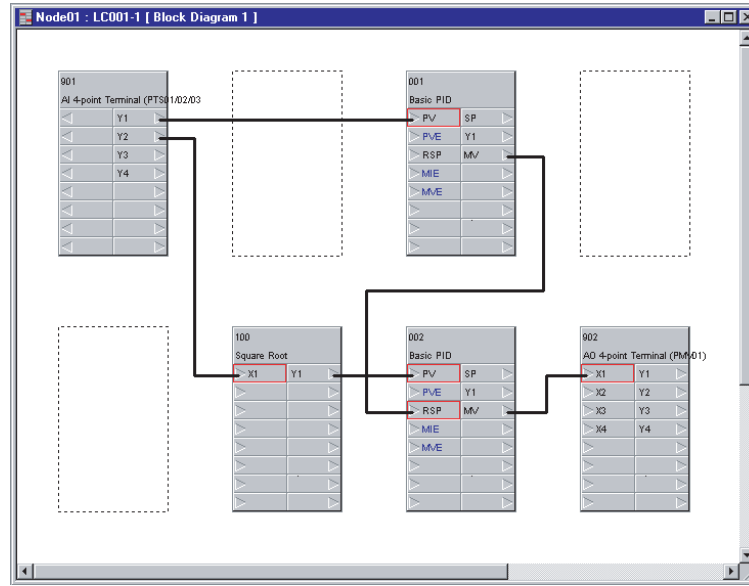 Node01 : LC001-1 [ Block Diagram 1 ]
901
AI 4-point Terminal (PTS01/02/03
Y1
Y2
Y3
Y4
001
Basic PID
PV SP
PVE Y1
RSP MV
MIE
MVE
100
Square Root
X1 Y1
002
Basic PID
PV SP
PVE Y1
RSP MV
MIE
MVE
902
AO 4-point Terminal (PMV01)
X1 Y1
X2 Y2
X3 Y3
X4 Y4